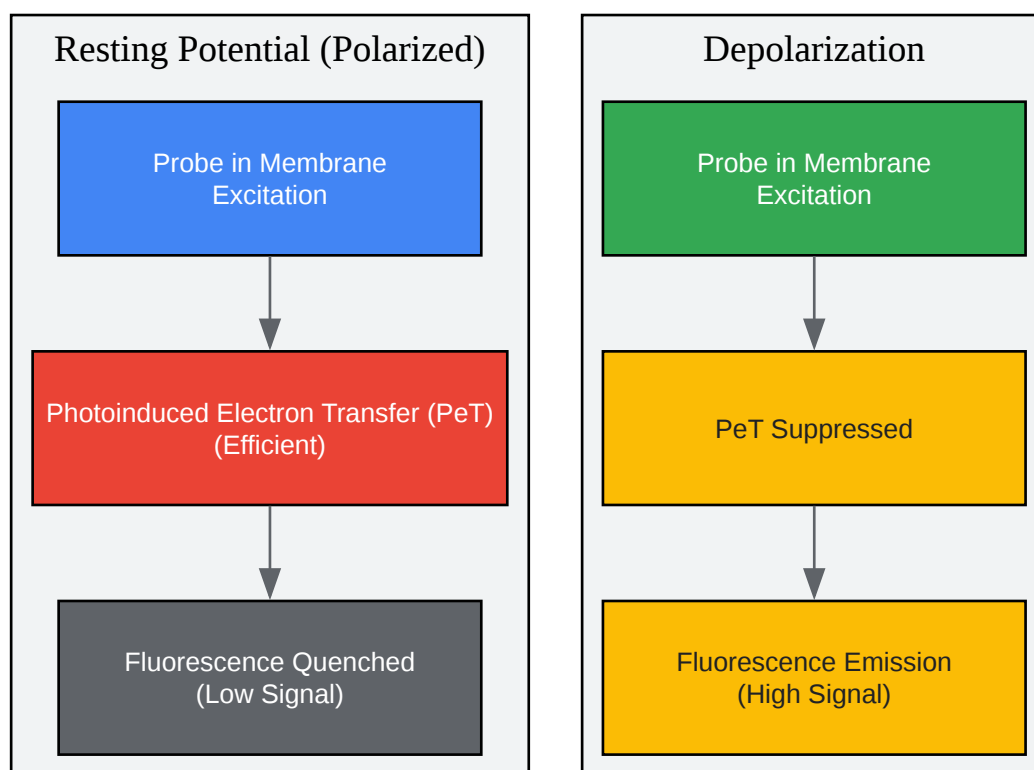 Resting Potential (Polarized)
Probe in Membrane
Excitation
Photoinduced Electron Transfer (PeT)
(Efficient)
Fluorescence Quenched
(Low Signal)
Depolarization
Probe in Membrane
Excitation
PeT Suppressed
Fluorescence Emission
(High Signal)